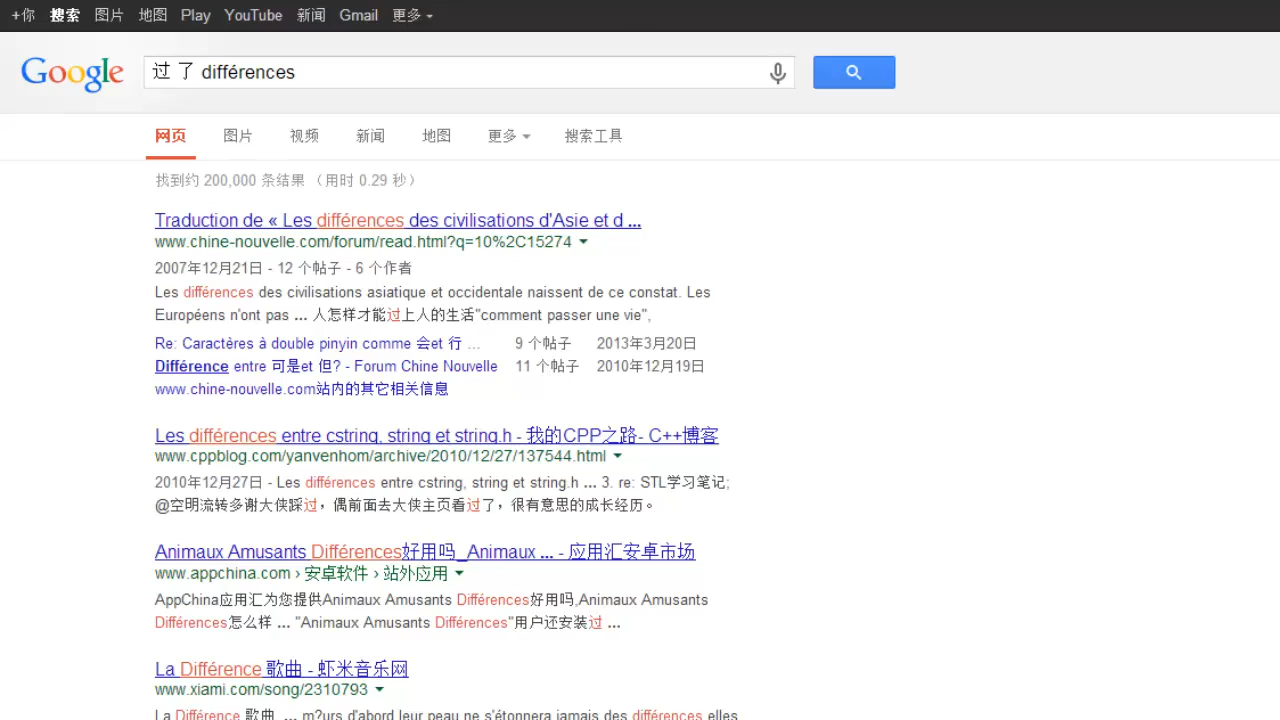 +你 搜索 图片 地图 Play YouTube 新闻 Gmail 更多
Google 过 了 différences
网页 图片 视频 新闻 地图 更多 搜索工具
找到约 200,000 条结果 （用时 0.29 秒）
Traduction de « Les différences des civilisations d'Asie et d ...
www.chine-nouvelle.com/forum/read.html?q=10%2C15274
2007年12月21日 - 12 个帖子 - 6 个作者
Les différences des civilisations asiatique et occidentale naissent de ce constat. Les
Européens n'ont pas ... 人怎样才能过上人的生活"comment passer une vie",
Re: Caractères à double pinyin comme 会et 行 ... 9 个帖子 2013年3月20日
Différence entre 可是et 但? - Forum Chine Nouvelle 11 个帖子 2010年12月19日
www.chine-nouvelle.com站内的其它相关信息
Les différences entre cstring, string et string.h - 我的CPP之路- C++博客
www.cppblog.com/yanvenhom/archive/2010/12/27/137544.html
2010年12月27日 - Les différences entre cstring, string et string.h ... 3. re: STL学习笔记;
@空明流转多谢大侠踩过，偶前面去大侠主页看过了，很有意思的成长经历。
Animaux Amusants Différences好用吗_Animaux ... - 应用汇安卓市场
www.appchina.com › 安卓软件 › 站外应用
AppChina应用汇为您提供Animaux Amusants Différences好用吗,Animaux Amusants
Différences怎么样 ... "Animaux Amusants Différences"用户还安装过 ...
La Différence 歌曲 - 虾米音乐网
www.xiami.com/song/2310793
La Différence 歌曲. ... m?urs d'abord leur peau ne s'étonnera jamais des différences elles